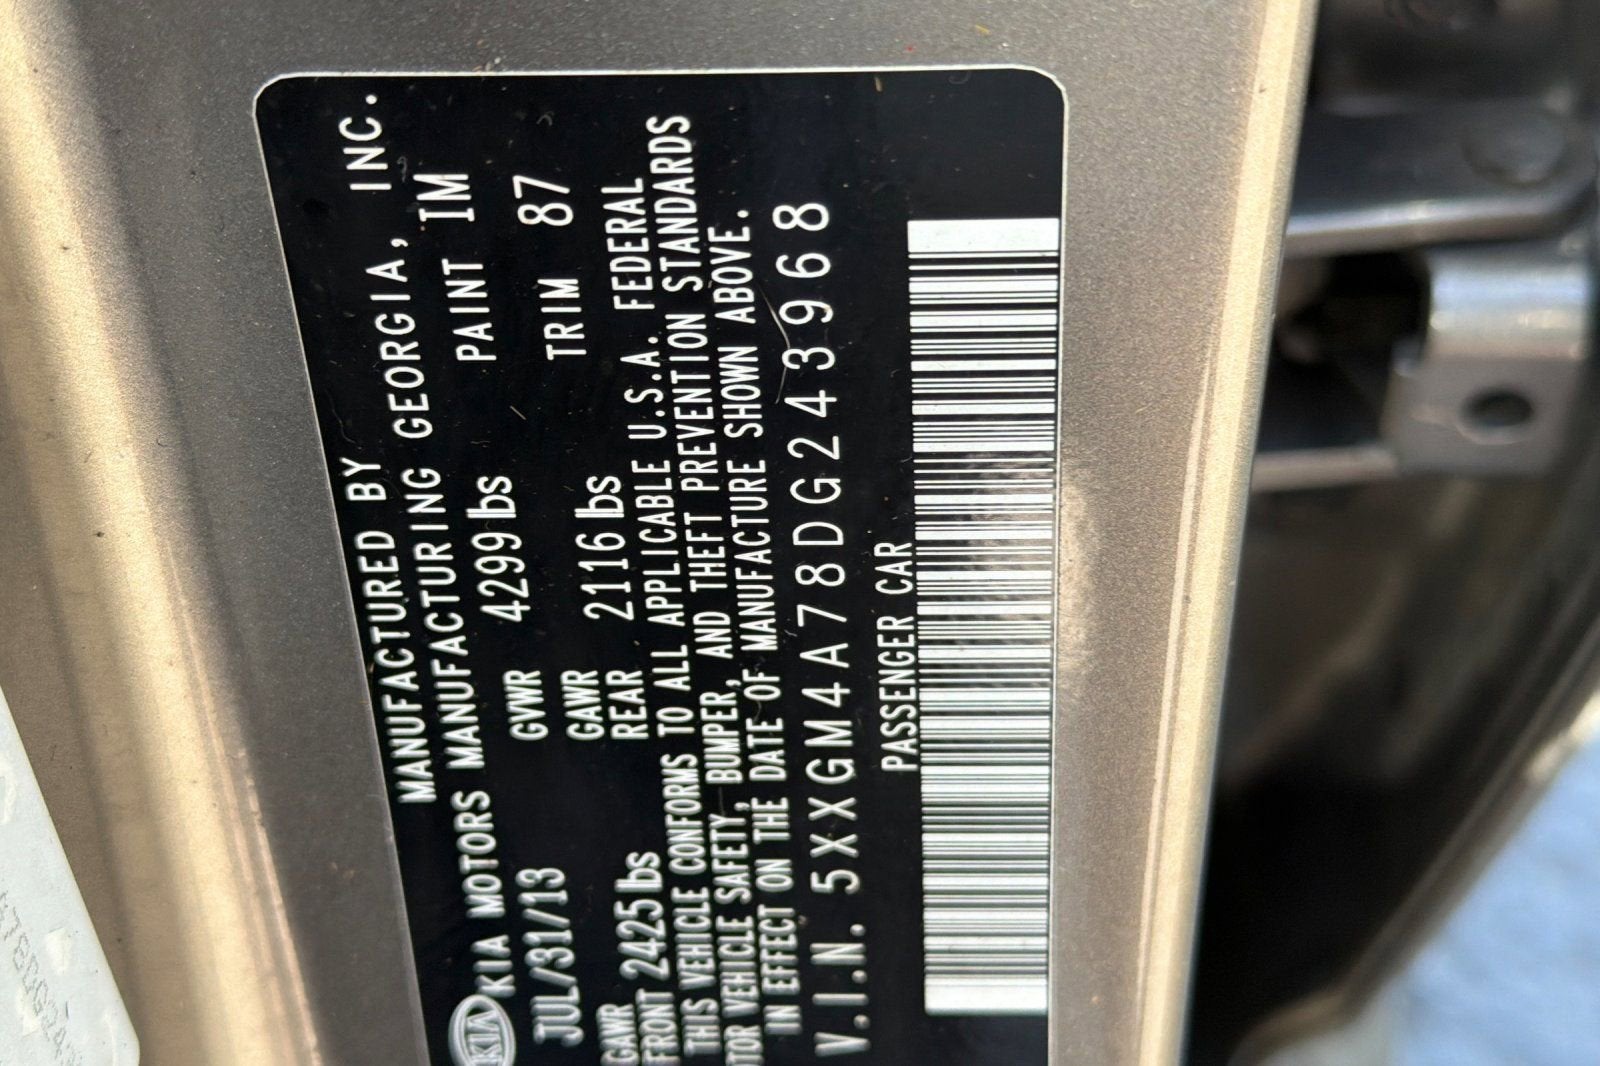 MANUFACTURED BY
KIA MOTORS MANUFACTURING GEORGIA, INC.
KIA
JUL/31/13 GVWR 4299lbs PAINT IM
GAWR FRONT 2425lbs GAWR REAR 2116lbs TRIM 87
THIS VEHICLE CONFORMS TO ALL APPLICABLE U.S.A. FEDERAL
VEHICLE SAFETY, BUMPER, AND THEFT PREVENTION STANDARDS
IN EFFECT ON THE DATE OF MANUFACTURE SHOWN ABOVE.
V.I.N. 5XXGM4A78DG243968
PASSENGER CAR